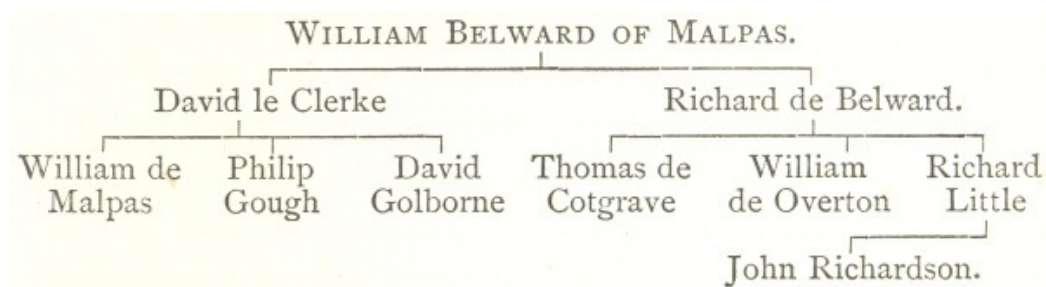 WILLIAM BELWARD OF MALPAS.
David le Clerke Richard de Belward.
William de Philip David Thomas de William Richard
Malpas Gough Golborne Cotgrave de Overton Little
John Richardson.